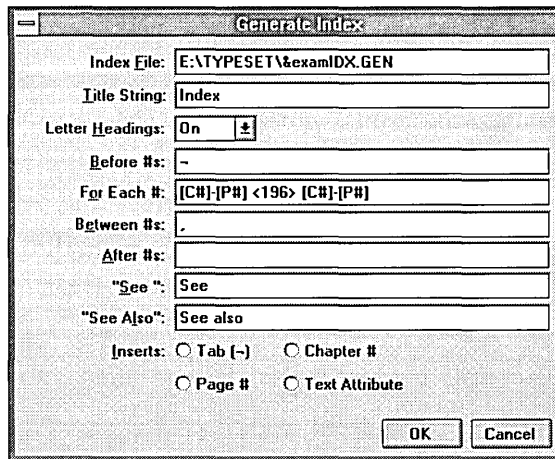 Generate Index
Index File: E:\TYPESET\&examIDX.GEN
Title String: Index
Letter Headings: On
Before #s: ¬
For Each #: [C#]-[P#] <196> [C#]-[P#]
Between #s: ,
After #s:
"See ": See
"See Also": See also
Inserts: Tab (¬) Chapter #
Page # Text Attribute
OK Cancel